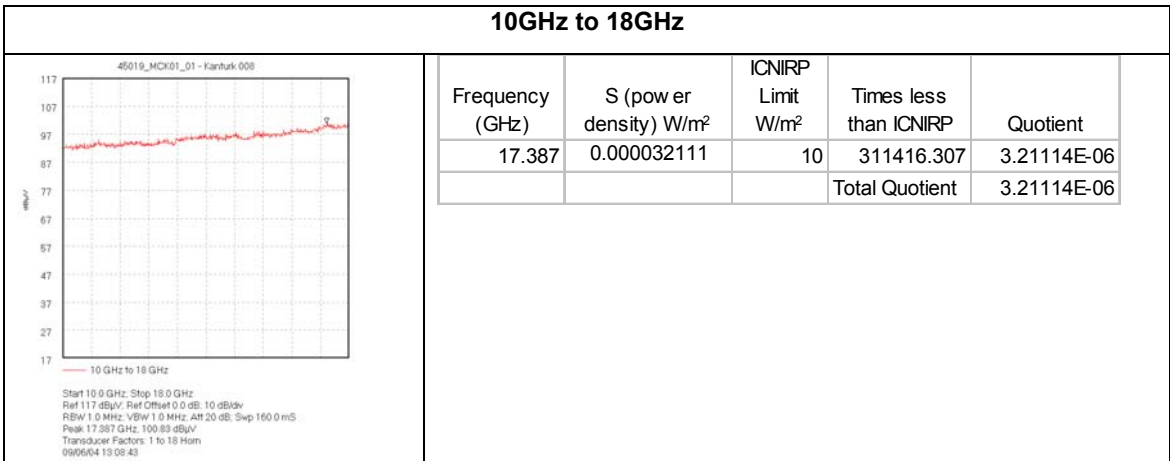 10GHz to 18GHz
45019_MCK01_01 - Kanturk 008
117
107
97
87
77
67
57
47
37
27
17
dBµV
10 GHz to 18 GHz
Start 10.0 GHz; Stop 18.0 GHz
Ref 117 dBµV; Ref Offset 0.0 dB; 10 dB/div
RBW 1.0 MHz; VBW 1.0 MHz; Att 20 dB; Swp 160.0 mS
Peak 17.387 GHz, 100.83 dBµV
Transducer Factors: 1 to 18 Horn
09/06/04 13:08:43
Frequency (GHz) S (pow er density) W/m² ICNIRP Limit W/m² Times less than ICNIRP Quotient
17.387 0.000032111 10 311416.307 3.21114E-06
Total Quotient 3.21114E-06